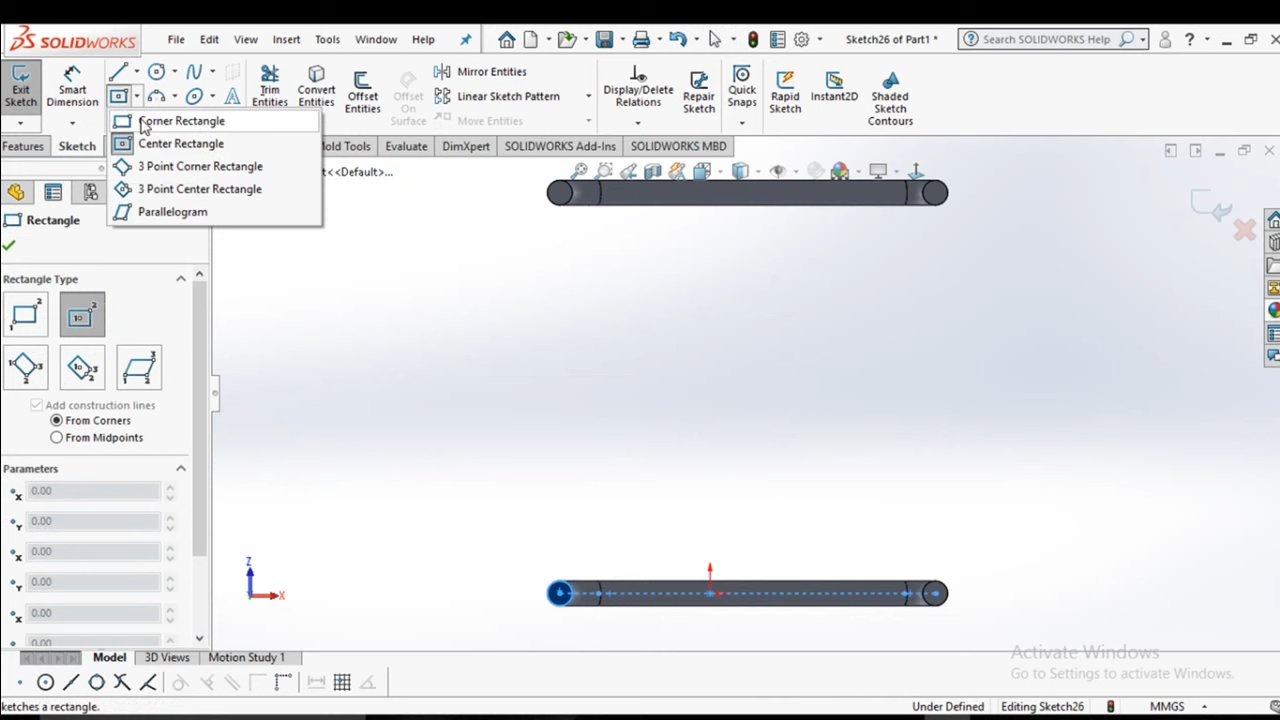 SOLIDWORKS File Edit View Insert Tools Window Help Sketch26 of Part1 * Search SOLIDWORKS Help ?
Exit Sketch
Smart Dimension
Trim Entities
Convert Entities
Offset Entities
Offset On Surface
Mirror Entities
Linear Sketch Pattern
Move Entities
Display/Delete Relations
Repair Sketch
Quick Snaps
Rapid Sketch
Instant2D
Shaded Sketch Contours
Corner Rectangle
Center Rectangle
3 Point Corner Rectangle
3 Point Center Rectangle
Parallelogram
Features Sketch Mold Tools Evaluate DimXpert SOLIDWORKS Add-Ins SOLIDWORKS MBD
t<<Default>...
Rectangle
Rectangle Type
Add construction lines
From Corners
From Midpoints
Parameters
x 0.00
Y 0.00
x 0.00
Y 0.00
x 0.00
0.00
Z
X
Activate Windows
Go to Settings to activate Windows.
Model 3D Views Motion Study 1
ketches a rectangle. Under Defined Editing Sketch26 MMGS